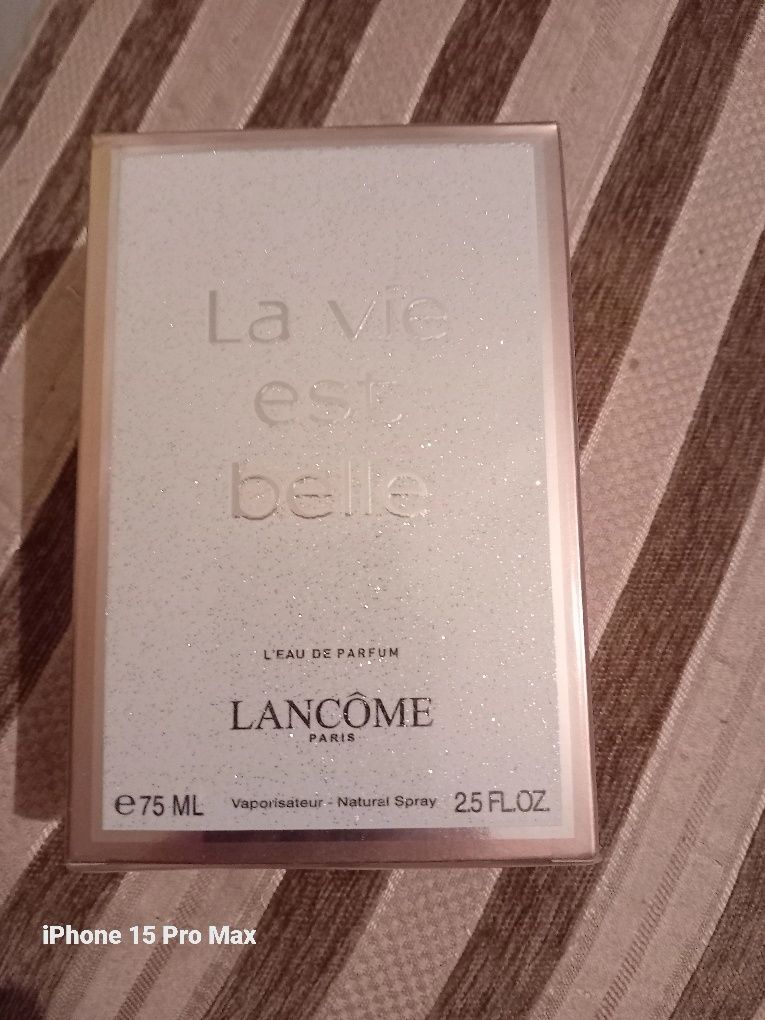 La vie
est
belle
L'EAU DE PARFUM
LANCÔME
PARIS
℮75 ML Vaporisateur - Natural Spray 2.5 FL.OZ.
iPhone 15 Pro Max